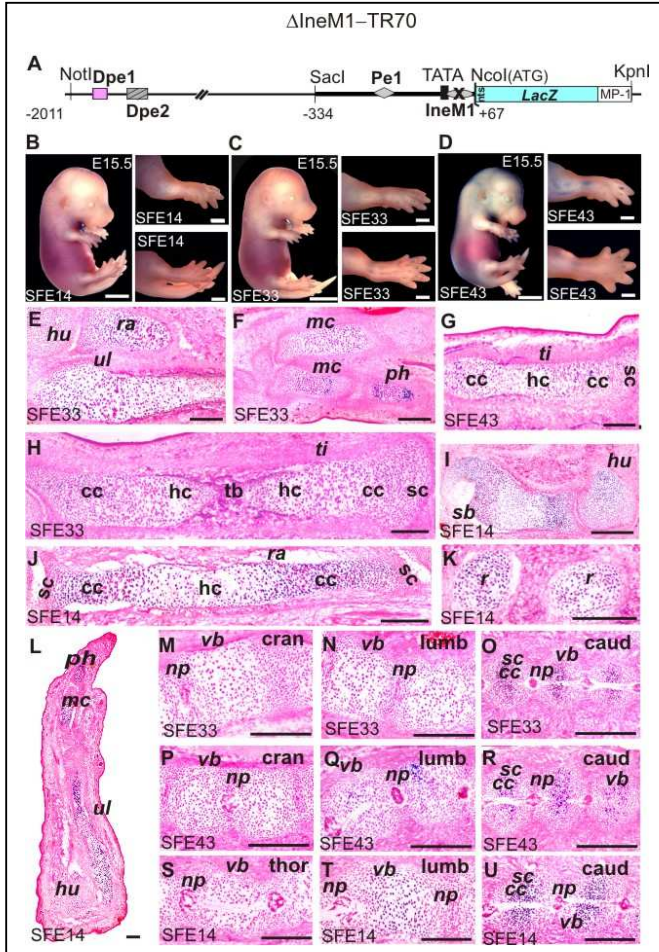 ΔIneM1–TR70
A
NotI Dpe1 SacI Pe1 TATA NcoI(ATG) KpnI
nts LacZ MP-1
X
-2011 Dpe2 -334 IneM1 +67
B E15.5 C E15.5 D E15.5
SFE14 SFE33 SFE43
SFE14 SFE33 SFE43
SFE14 SFE33 SFE43
E hu ra ul SFE33
F mc mc ph SFE33
G ti cc hc cc sc SFE43
H ti cc hc tb hc cc sc SFE33
I hu sb SFE14
J ra sc cc hc cc sc SFE14
K r r SFE14
L ph mc ul hu SFE14
M vb cran np SFE33
N vb lumb np SFE33
O caud sc cc np vb SFE33
P cran vb np SFE43
Q lumb vb np SFE43
R caud sc cc np vb SFE43
S thor vb np SFE14
T lumb vb np np SFE14
U caud sc cc np vb SFE14